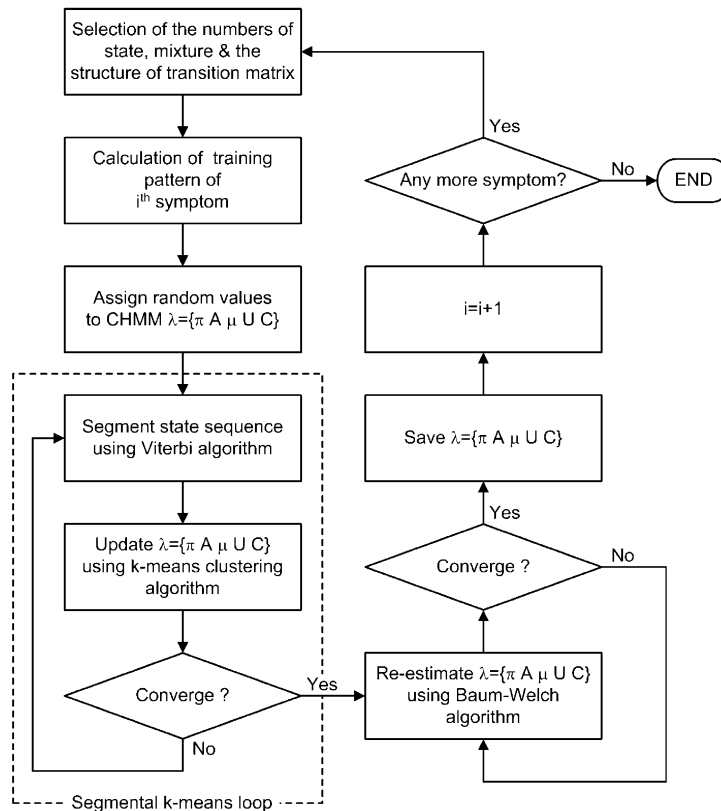 Selection of the numbers of
state, mixture & the
structure of transition matrix
Calculation of training
pattern of
iᵗʰ symptom
Assign random values
to CHMM λ={π A μ U C}
Segment state sequence
using Viterbi algorithm
Update λ={π A μ U C}
using k-means clustering
algorithm
Converge ?
No
Yes
Segmental k-means loop
Re-estimate λ={π A μ U C}
using Baum-Welch
algorithm
Converge ?
No
Yes
Save λ={π A μ U C}
i=i+1
Any more symptom?
Yes
No
END